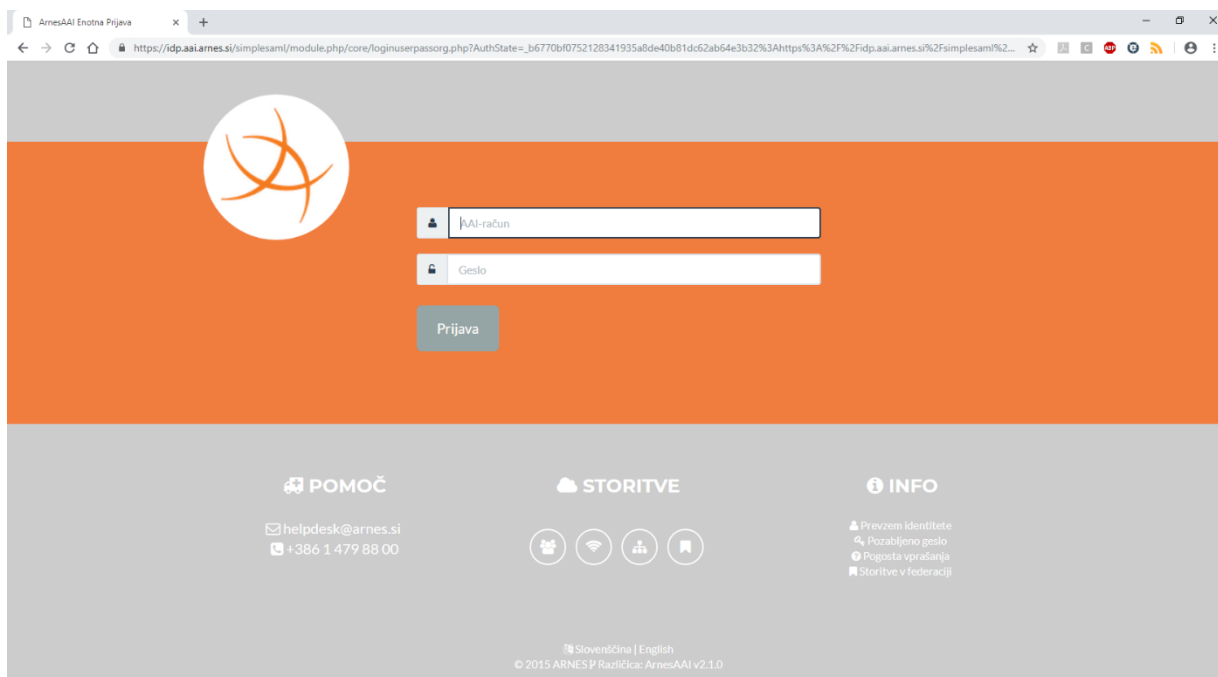 ArnesAAI Enotna Prijava
https://idp.aai.arnes.si/simplesaml/module.php/core/loginuserpassorg.php?AuthState=_b6770bf0752128341935a8de40b81dc62ab64e3b32%3Ahttps%3A%2F%2Fidp.aai.arnes.si%2Fsimplesaml%2...
AAI-račun
Geslo
Prijava
POMOČ
helpdesk@arnes.si
+386 1 479 88 00
STORITVE
INFO
Prevzem identitete
Pozabljeno geslo
Pogosta vprašanja
Storitve v federaciji
Slovenščina | English
© 2015 ARNES Različica: ArnesAAI v2.1.0